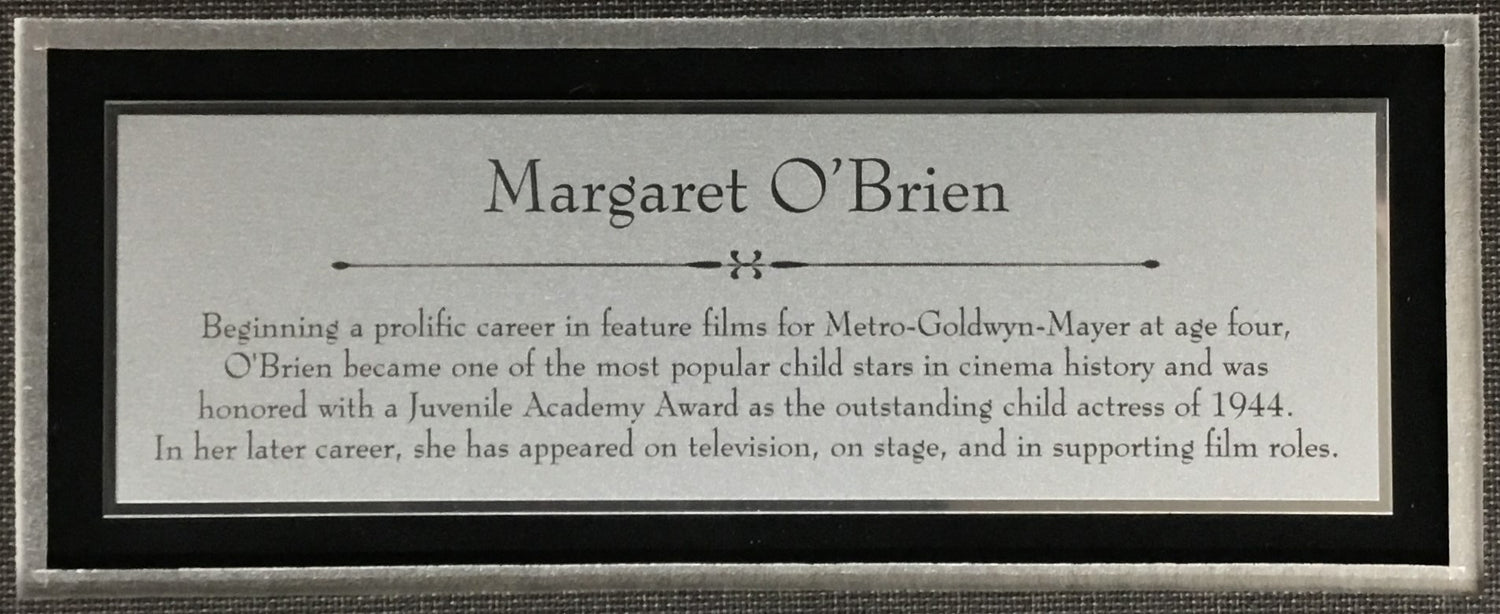 Margaret O’Brien
Beginning a prolific career in feature films for Metro-Goldwyn-Mayer at age four,
O'Brien became one of the most popular child stars in cinema history and was
honored with a Juvenile Academy Award as the outstanding child actress of 1944.
In her later career, she has appeared on television, on stage, and in supporting film roles.